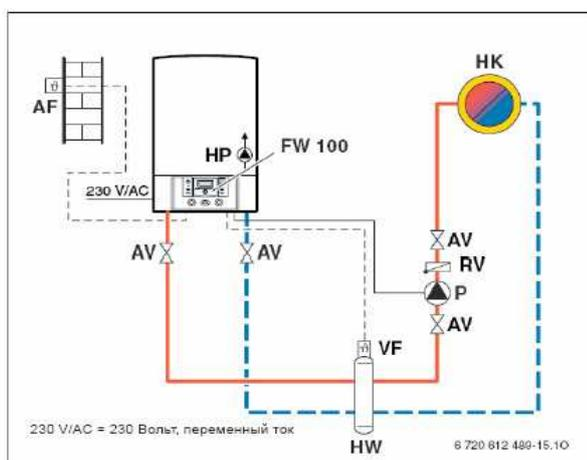 HK
AF
HP
FW 100
230 V/AC
AV
AV
AV
RV
P
AV
VF
230 V/AC = 230 Вольт, переменный ток
HW
6 720 612 489-15.1O